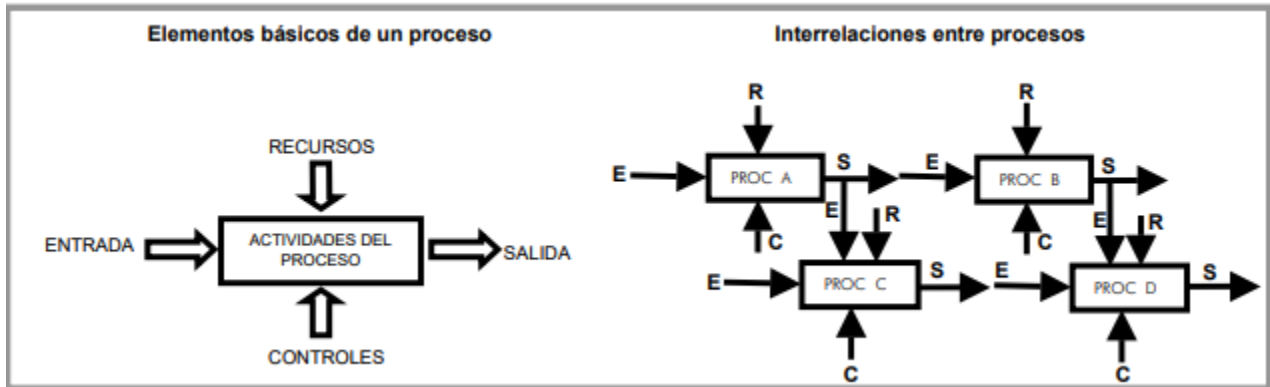 Elementos básicos de un proceso
RECURSOS
ENTRADA
ACTIVIDADES DEL
PROCESO
SALIDA
CONTROLES
Interrelaciones entre procesos
R
R
E
PROC A
S
E
PROC B
S
E
R
E
R
C
C
E
PROC C
S
E
PROC D
S
C
C